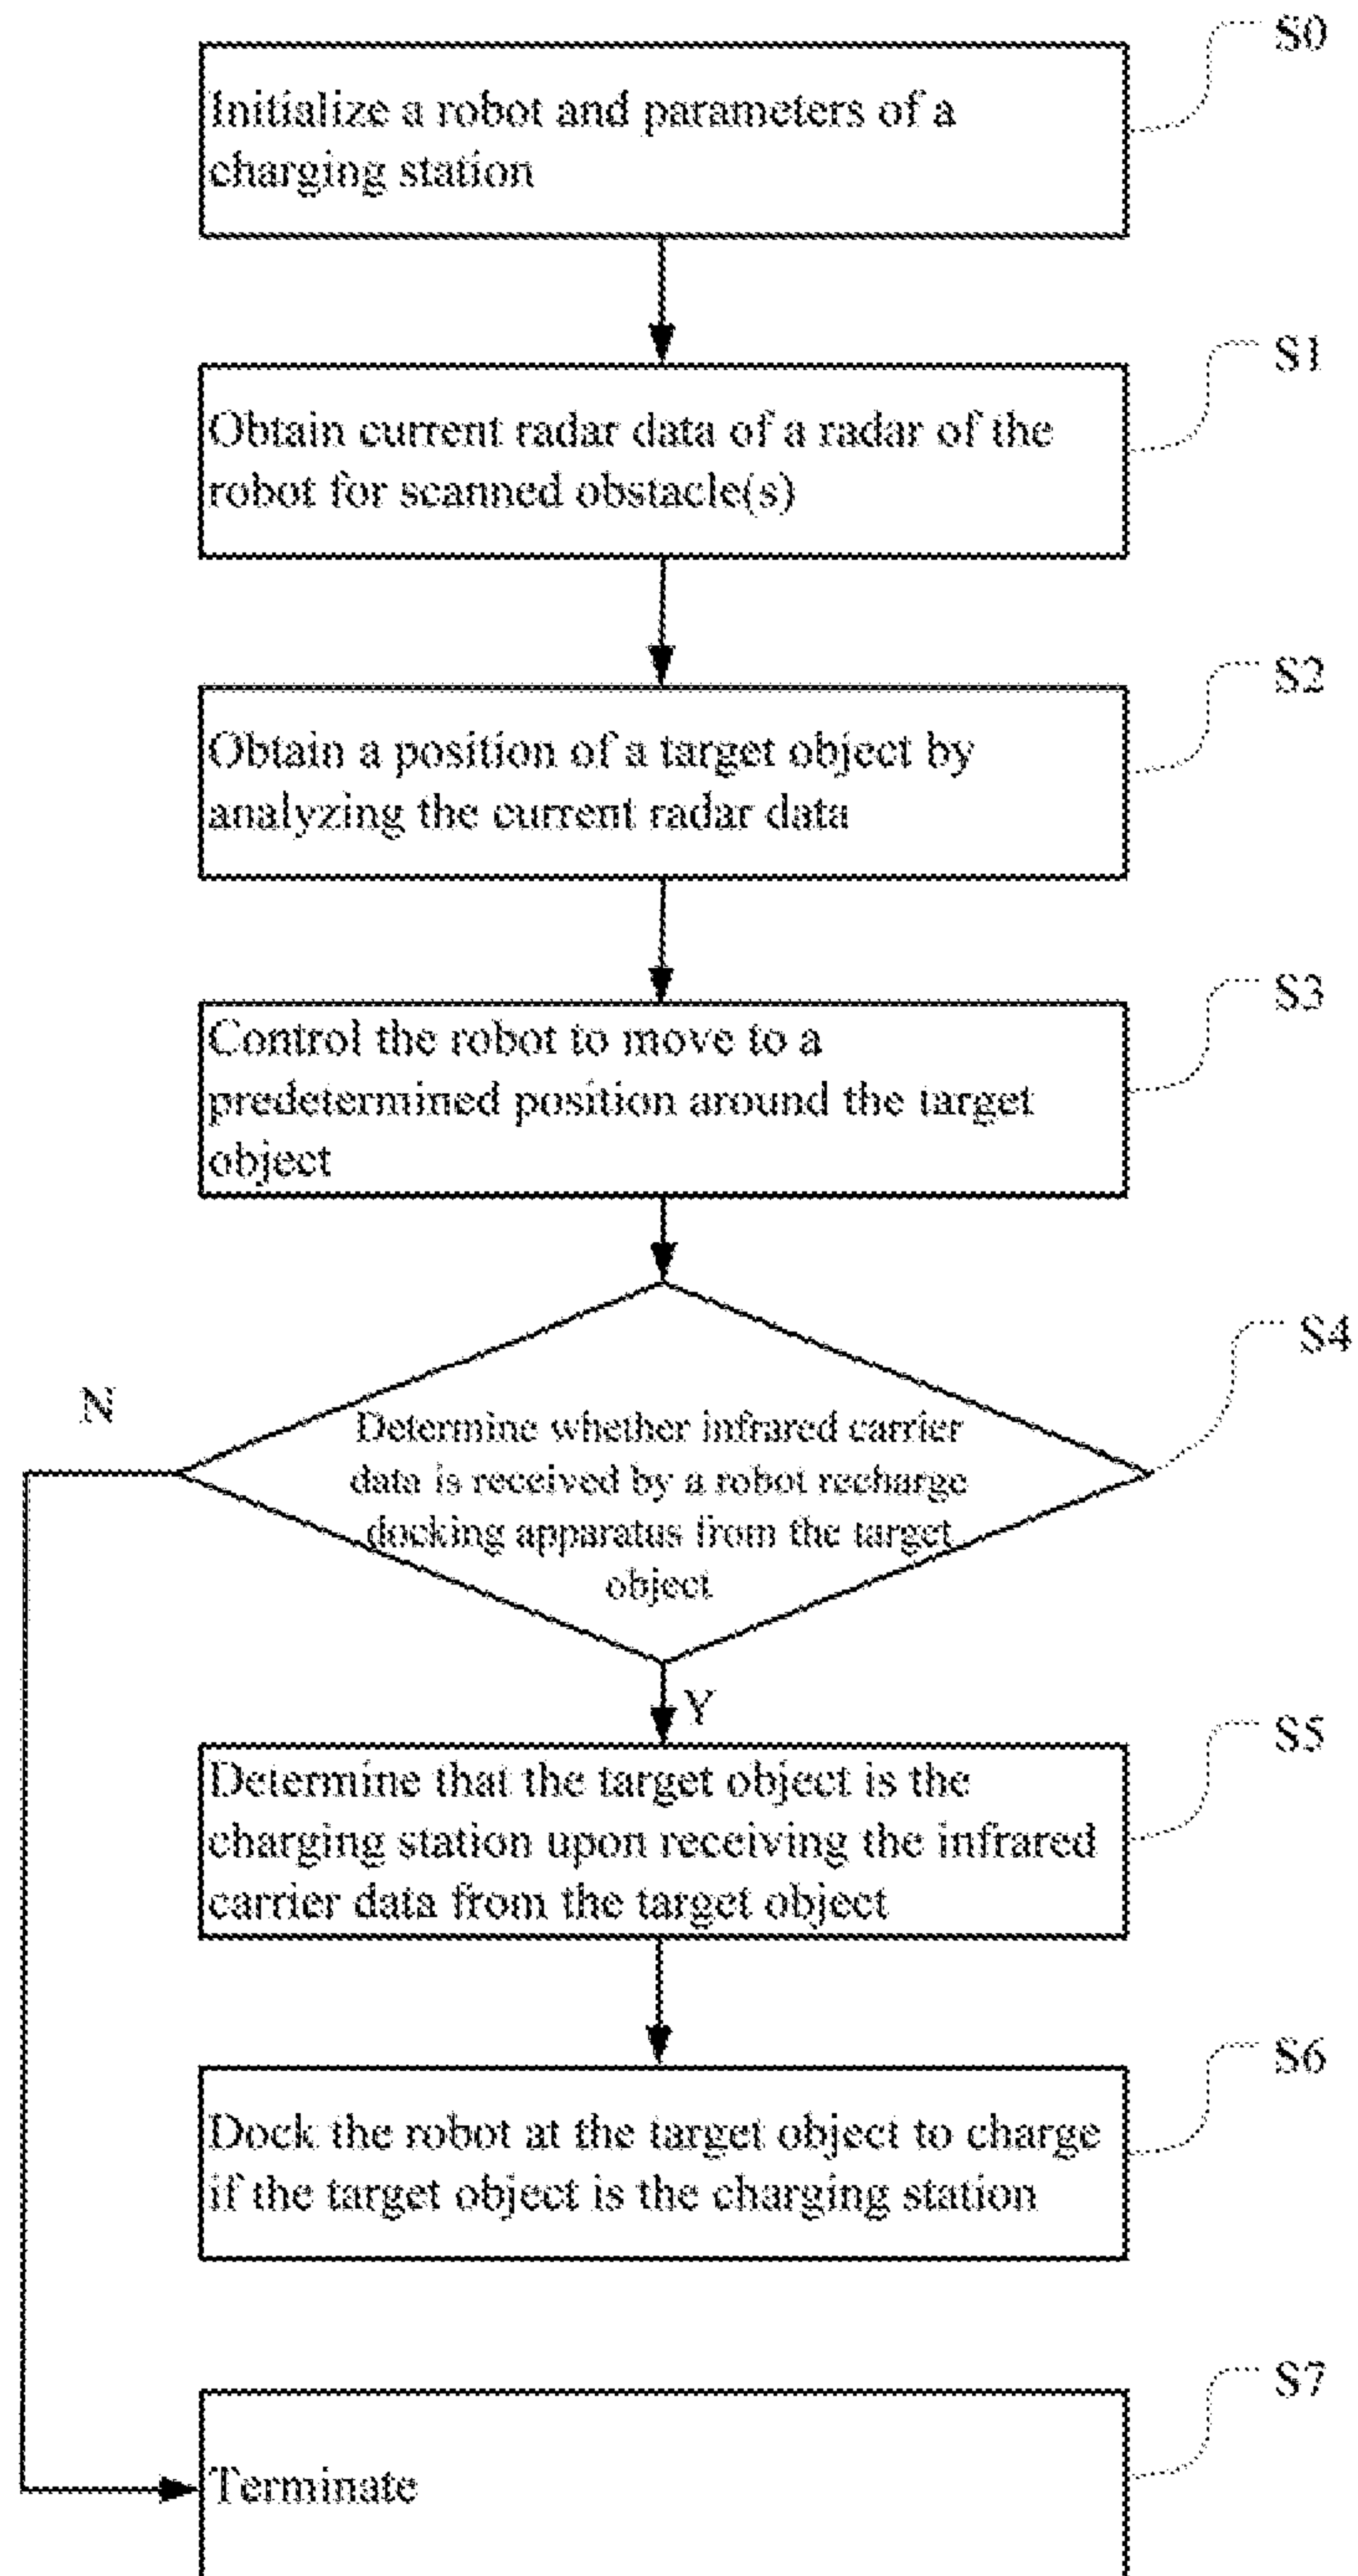 S0
Initialize a robot and parameters of a
charging station
S1
Obtain current radar data of a radar of the
robot for scanned obstacle(s)
S2
Obtain a position of a target object by
analyzing the current radar data
S3
Control the robot to move to a
predetermined position around the target
object
S4
N
Determine whether infrared carrier
data is received by a robot recharge
docking apparatus from the target
object
Y
S5
Determine that the target object is the
charging station upon receiving the infrared
carrier data from the target object
S6
Dock the robot at the target object to charge
if the target object is the charging station
S7
Terminate